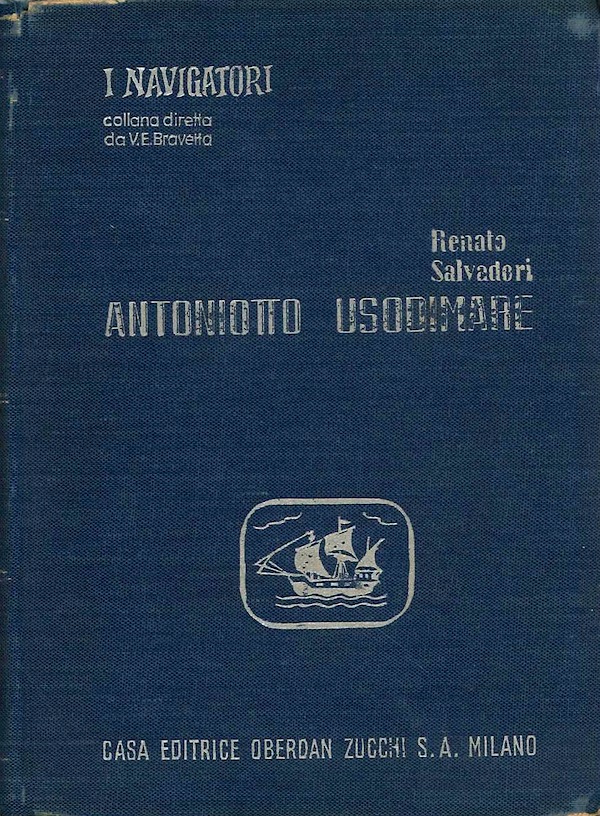 I NAVIGATORI
collana diretta
da V.E. Bravetta
Renato
Salvadori
ANTONIOTTO USODIMARE
CASA EDITRICE OBERDAN ZUCCHI S.A. MILANO